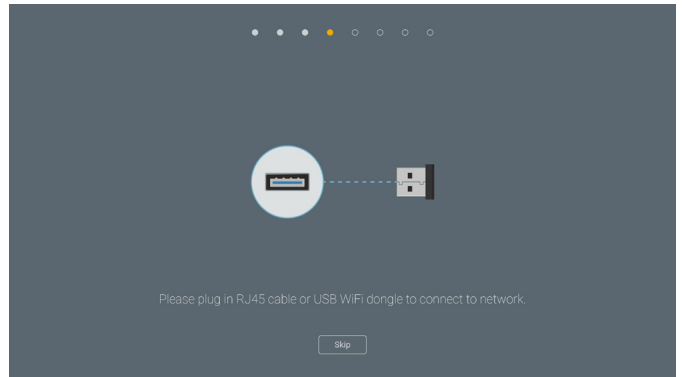 Please plug in RJ45 cable or USB WiFi dongle to connect to network.
Skip